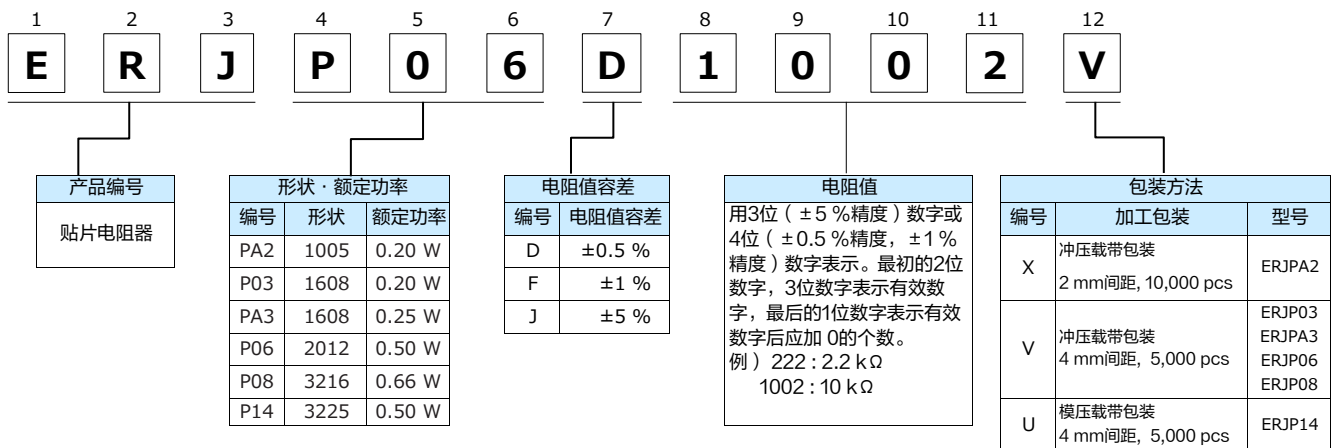 1 2 3 4 5 6 7 8 9 10 11 12
E R J P 0 6 D 1 0 0 2 V
产品编号
贴片电阻器
形状・额定功率
编号 形状 额定功率
PA2 1005 0.20 W
P03 1608 0.20 W
PA3 1608 0.25 W
P06 2012 0.50 W
P08 3216 0.66 W
P14 3225 0.50 W
电阻值容差
编号 电阻值容差
D ±0.5 %
F ±1 %
J ±5 %
电阻值
用3位（±5 %精度）数字或
4位（±0.5 %精度，±1 %
精度）数字表示。最初的2位
数字，3位数字表示有效数
字，最后的1位数字表示有效
数字后应加 0的个数。
例）222 : 2.2 kΩ
1002 : 10 kΩ
包装方法
编号 加工包装 型号
X 冲压载带包装
2 mm间距, 10,000 pcs
ERJPA2
V 冲压载带包装
4 mm间距, 5,000 pcs
ERJP03
ERJPA3
ERJP06
ERJP08
U 模压载带包装
4 mm间距, 5,000 pcs
ERJP14